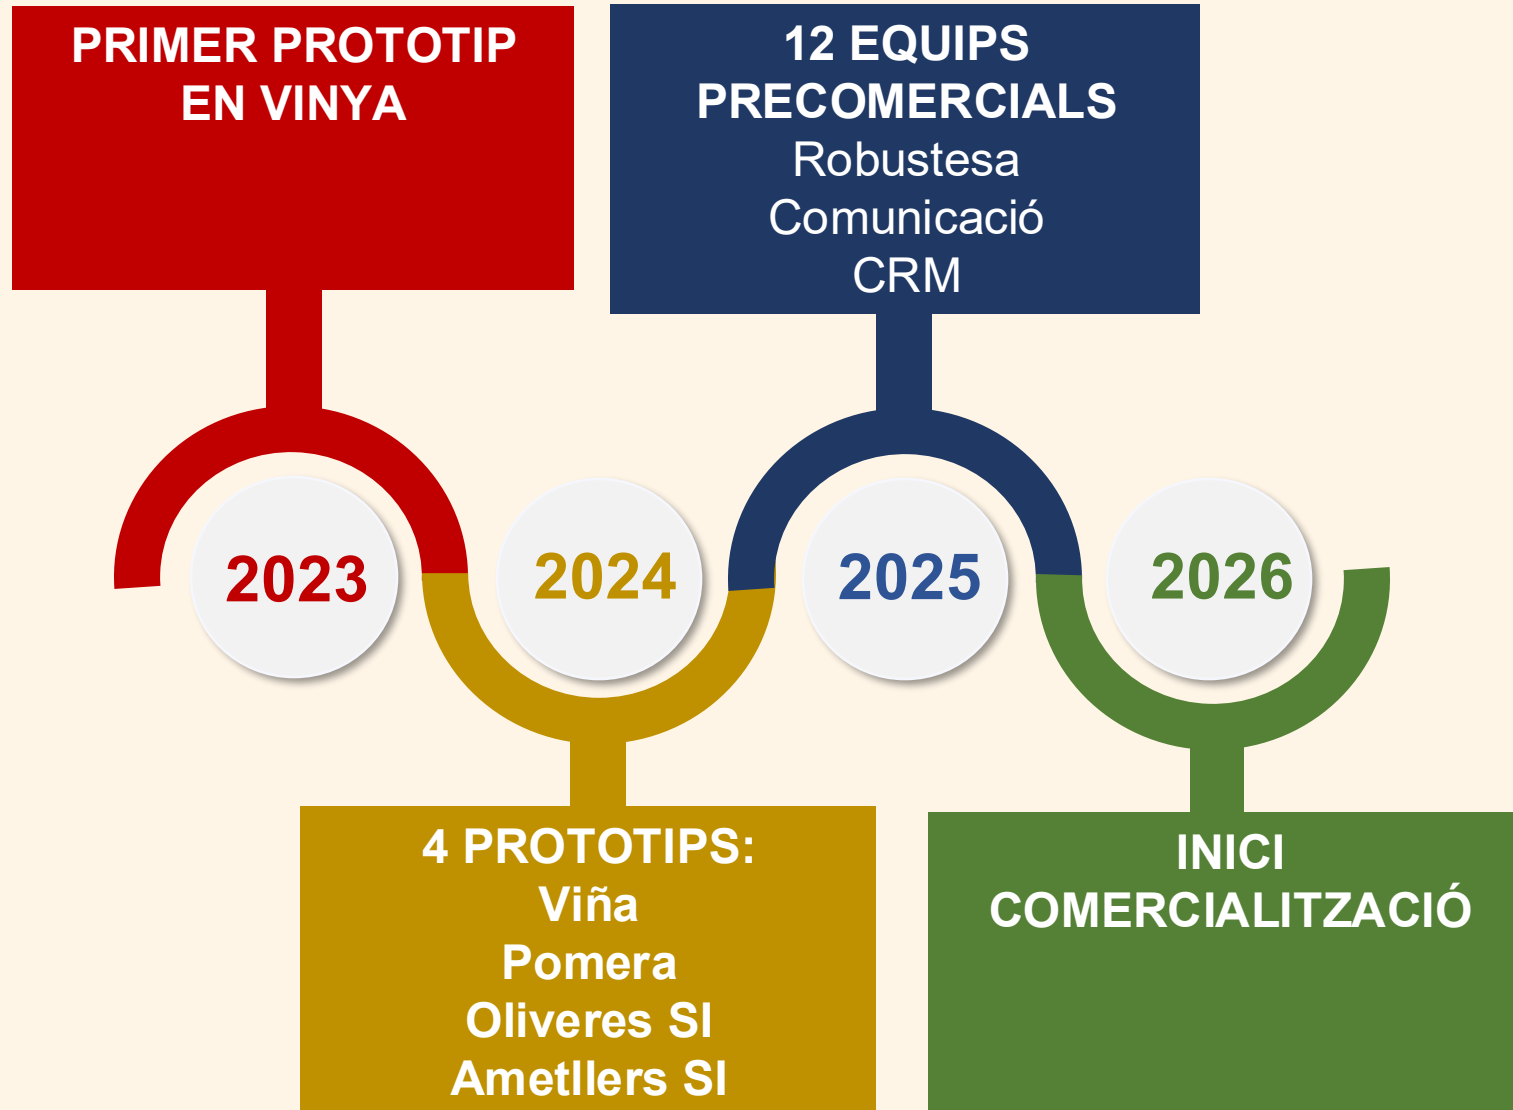 PRIMER PROTOTIP
EN VINYA
12 EQUIPS
PRECOMERCIALS
Robustesa
Comunicació
CRM
2023
2024
2025
2026
4 PROTOTIPS:
Viña
Pomera
Oliveres SI
Ametllers SI
INICI
COMERCIALITZACIÓ